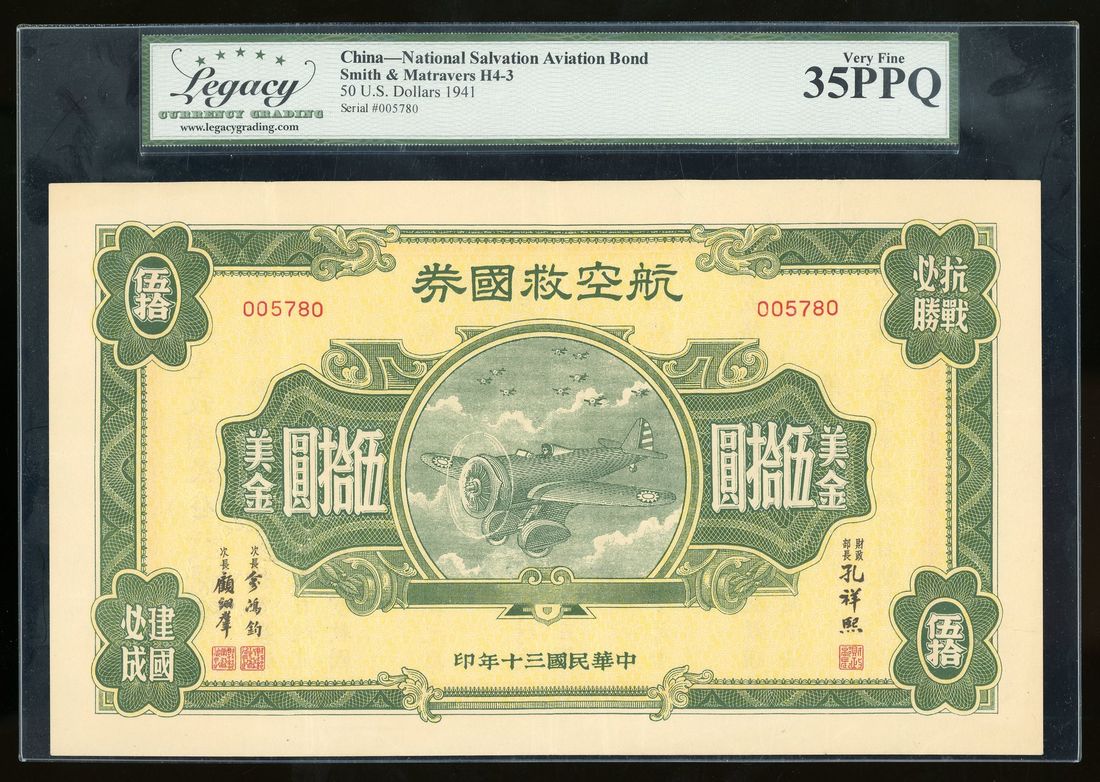 Legacy
CURRENCY GRADING
www.legacygrading.com
China—National Salvation Aviation Bond
Smith & Matravers H4-3
50 U.S. Dollars 1941
Serial #005780
Very Fine
35PPQ
航空救國券
005780
005780
伍拾
抗戰必勝
美金伍拾圓
美金伍拾圓
財政部長 孔祥熙
次長 俞鴻鈞
次長 顧翊羣
建國必成
伍拾
中華民國三十年印